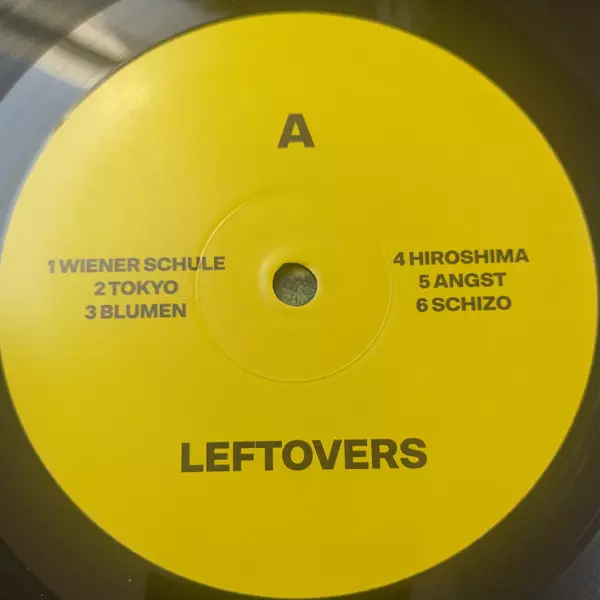 A
1 WIENER SCHULE
2 TOKYO
3 BLUMEN
4 HIROSHIMA
5 ANGST
6 SCHIZO
LEFTOVERS